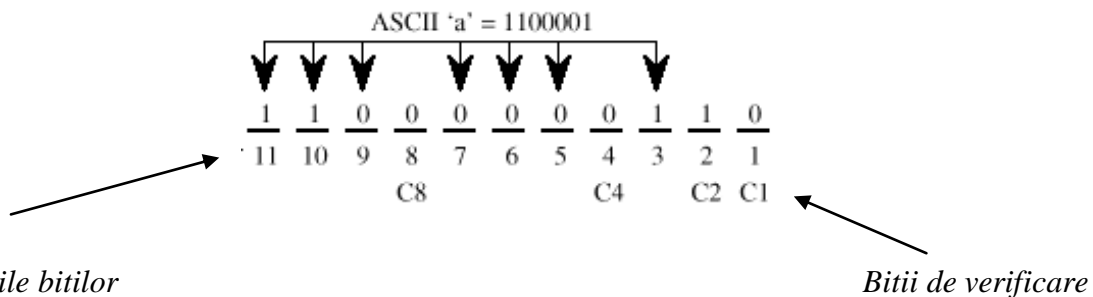 ASCII ‘a’ = 1100001
1 1 0 0 0 0 0 0 1 1 0
11 10 9 8 7 6 5 4 3 2 1
C8 C4 C2 C1
bitilor Bitii de verificare